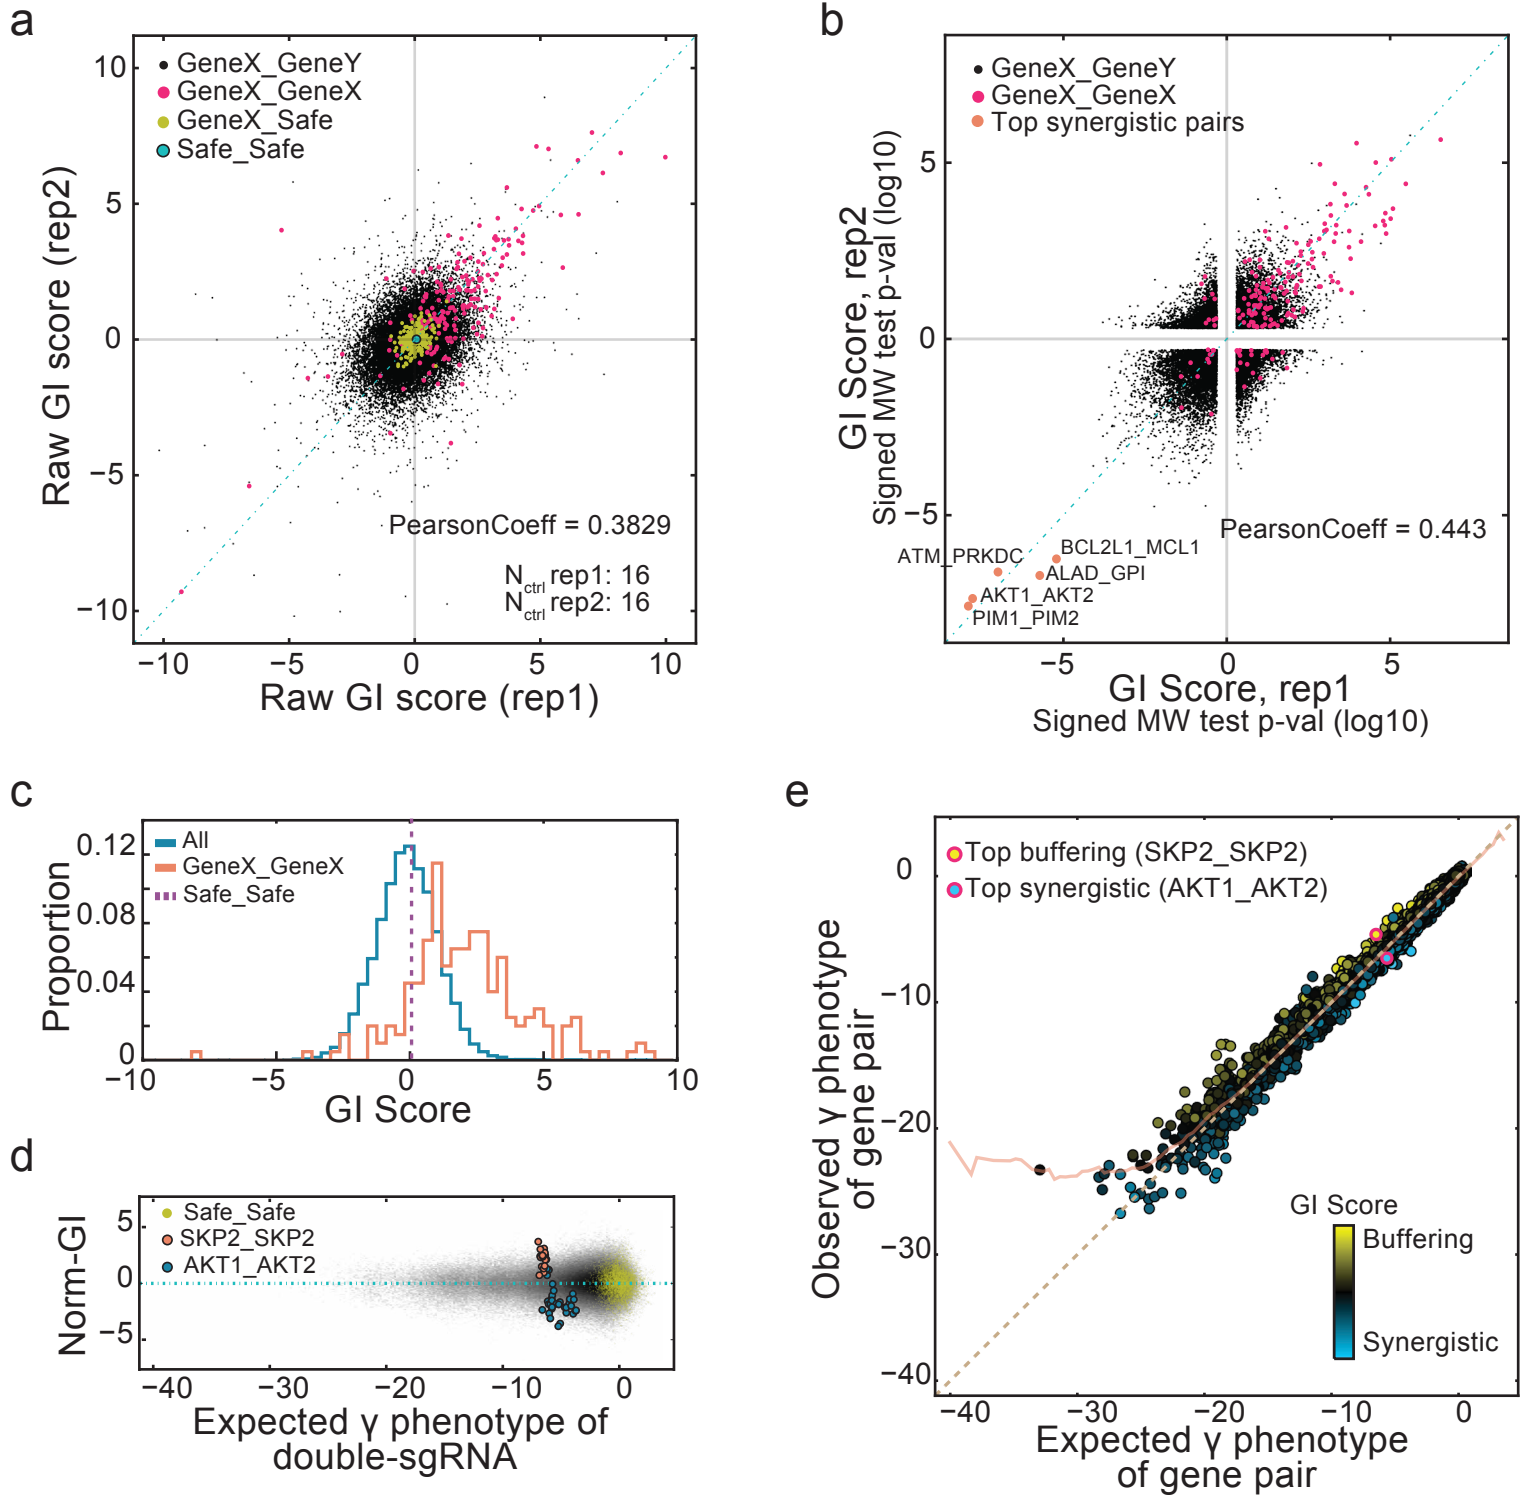 a
GeneX_GeneY
GeneX_GeneX
GeneX_Safe
Safe_Safe
10
5
0
−5
−10
Raw GI score (rep2)
PearsonCoeff = 0.3829
Nctrl rep1: 16
Nctrl rep2: 16
−10
−5
0
5
10
Raw GI score (rep1)
b
GeneX_GeneY
GeneX_GeneX
Top synergistic pairs
5
0
−5
GI Score, rep2
Signed MW test p-val (log10)
PearsonCoeff = 0.443
ATM_PRKDC
BCL2L1_MCL1
ALAD_GPI
AKT1_AKT2
PIM1_PIM2
−5
0
5
GI Score, rep1
Signed MW test p-val (log10)
c
All
GeneX_GeneX
Safe_Safe
0.12
0.08
0.04
0
Proportion
−10
−5
0
5
10
GI Score
d
Safe_Safe
SKP2_SKP2
AKT1_AKT2
5
0
−5
Norm-GI
−40
−30
−20
−10
0
Expected γ phenotype of
double-sgRNA
e
Top buffering (SKP2_SKP2)
Top synergistic (AKT1_AKT2)
0
−10
−20
−30
−40
Observed γ phenotype
of gene pair
GI Score
Buffering
Synergistic
−40
−30
−20
−10
0
Expected γ phenotype
of gene pair